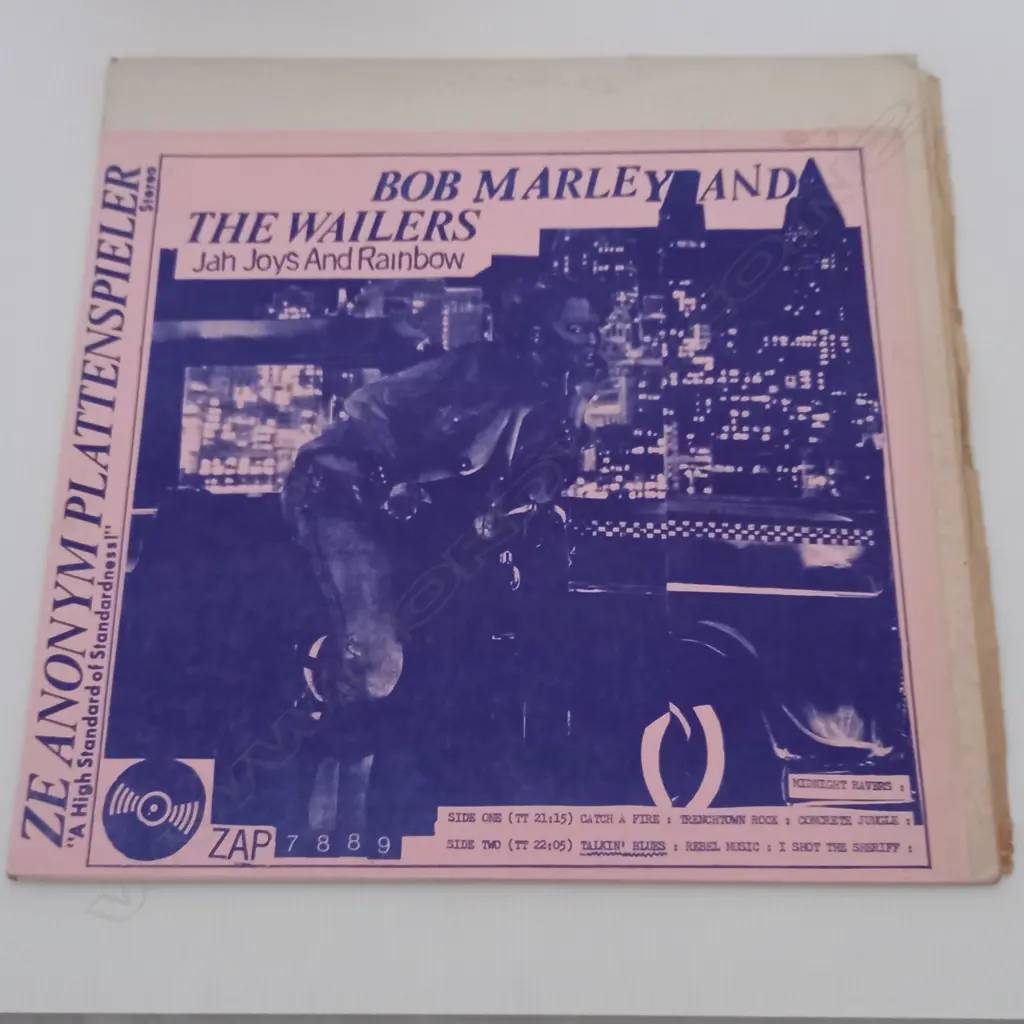 BOB MARLEY AND
THE WAILERS
Jah Joys And Rainbow
ZE ANONYM PLATTENSPIELER
Stereo
"A High Standard of Standardness!"
ZAP 7889
MIDNIGHT RAVERS :
SIDE ONE (TT 21:15) CATCH A FIRE : TRENCHTOWN ROCK : CONCRETE JUNGLE :
SIDE TWO (TT 22:05) TALKIN' BLUES : REBEL MUSIC : I SHOT THE SHERIFF :